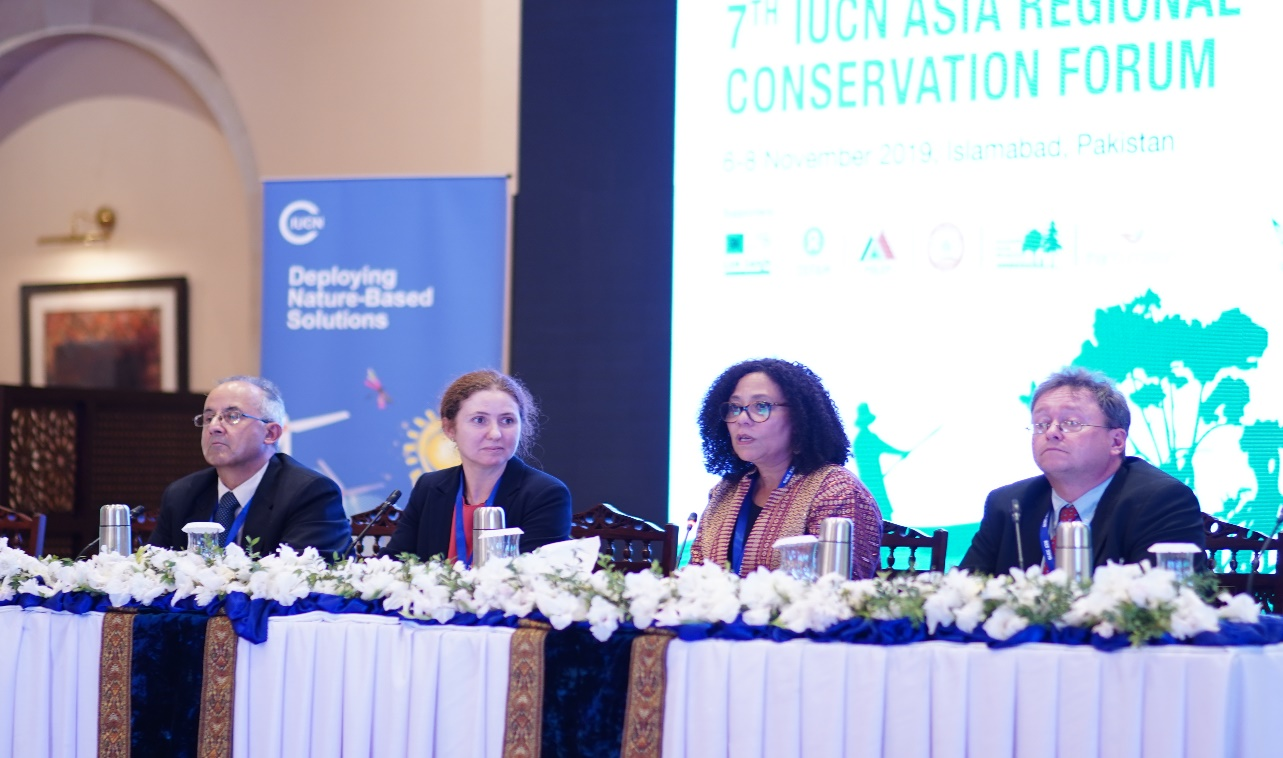 IUCN
Deploying
Nature-Based
Solutions
7TH IUCN ASIA REGIONAL
CONSERVATION FORUM
6-8 November 2019, Islamabad, Pakistan